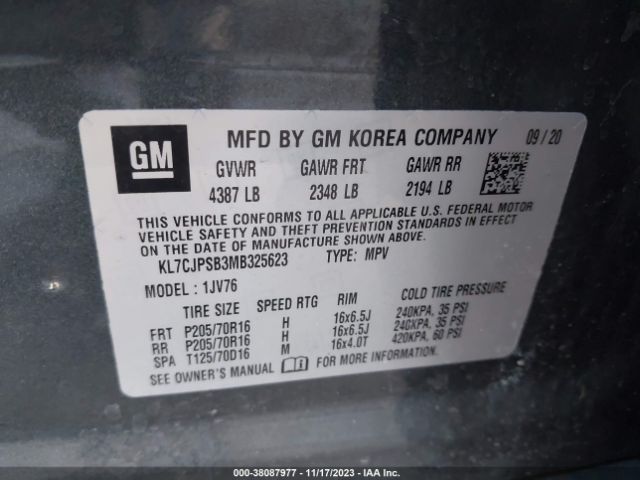 GM
MFD BY GM KOREA COMPANY 09/20
GVWR GAWR FRT GAWR RR
4387 LB 2348 LB 2194 LB
THIS VEHICLE CONFORMS TO ALL APPLICABLE U.S. FEDERAL MOTOR
VEHICLE SAFETY AND THEFT PREVENTION STANDARDS IN EFFECT
ON THE DATE OF MANUFACTURE SHOWN ABOVE.
KL7CJPSB3MB325623 TYPE: MPV
MODEL: 1JV76
TIRE SIZE SPEED RTG RIM COLD TIRE PRESSURE
FRT P205/70R16 H 16x6.5J 240KPA, 35 PSI
RR P205/70R16 H 16x6.5J 240KPA, 35 PSI
SPA T125/70D16 M 16x4.0T 420KPA, 60 PSI
SEE OWNER'S MANUAL FOR MORE INFORMATION.
000-38087977 - 11/17/2023 - IAA Inc.